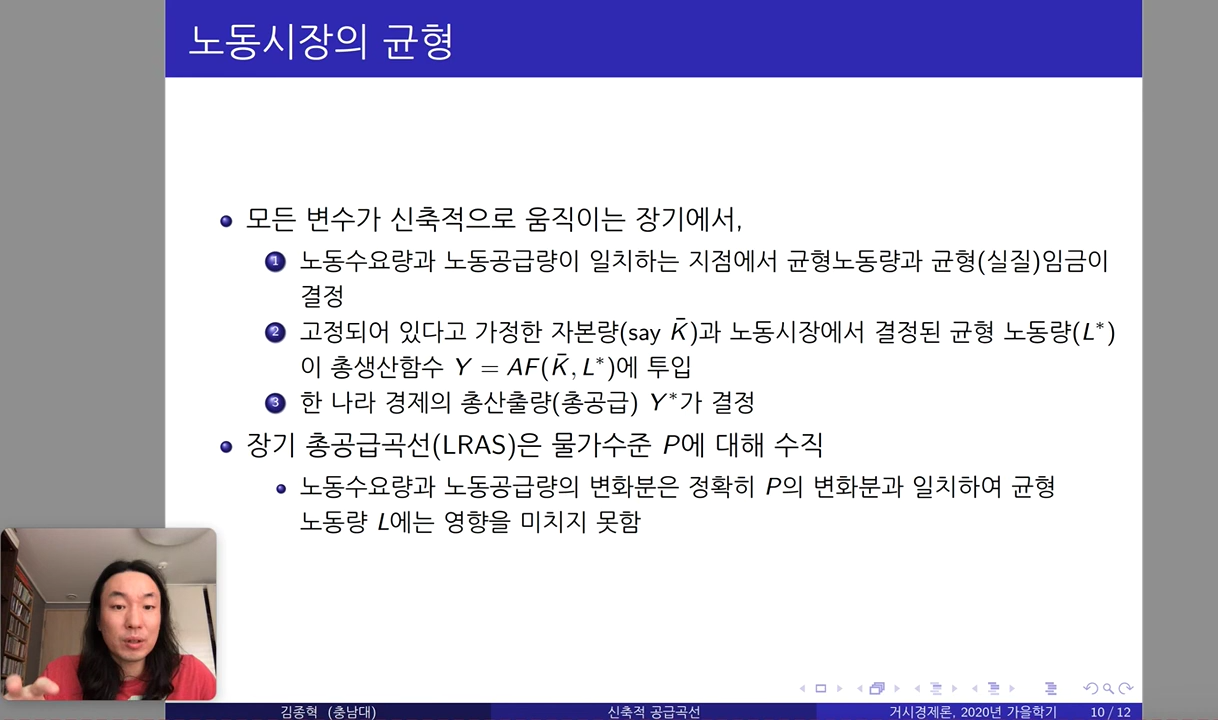 노동시장의 균형
모든 변수가 신축적으로 움직이는 장기에서,
1 노동수요량과 노동공급량이 일치하는 지점에서 균형노동량과 균형(실질)임금이
결정
2 고정되어 있다고 가정한 자본량(say K̄)과 노동시장에서 결정된 균형 노동량(L*)
이 총생산함수 Y = AF(K̄, L*)에 투입
3 한 나라 경제의 총산출량(총공급) Y*가 결정
장기 총공급곡선(LRAS)은 물가수준 P에 대해 수직
노동수요량과 노동공급량의 변화분은 정확히 P의 변화분과 일치하여 균형
노동량 L에는 영향을 미치지 못함
김종혁 (충남대) 신축적 공급곡선 거시경제론, 2020년 가을학기 10 / 12